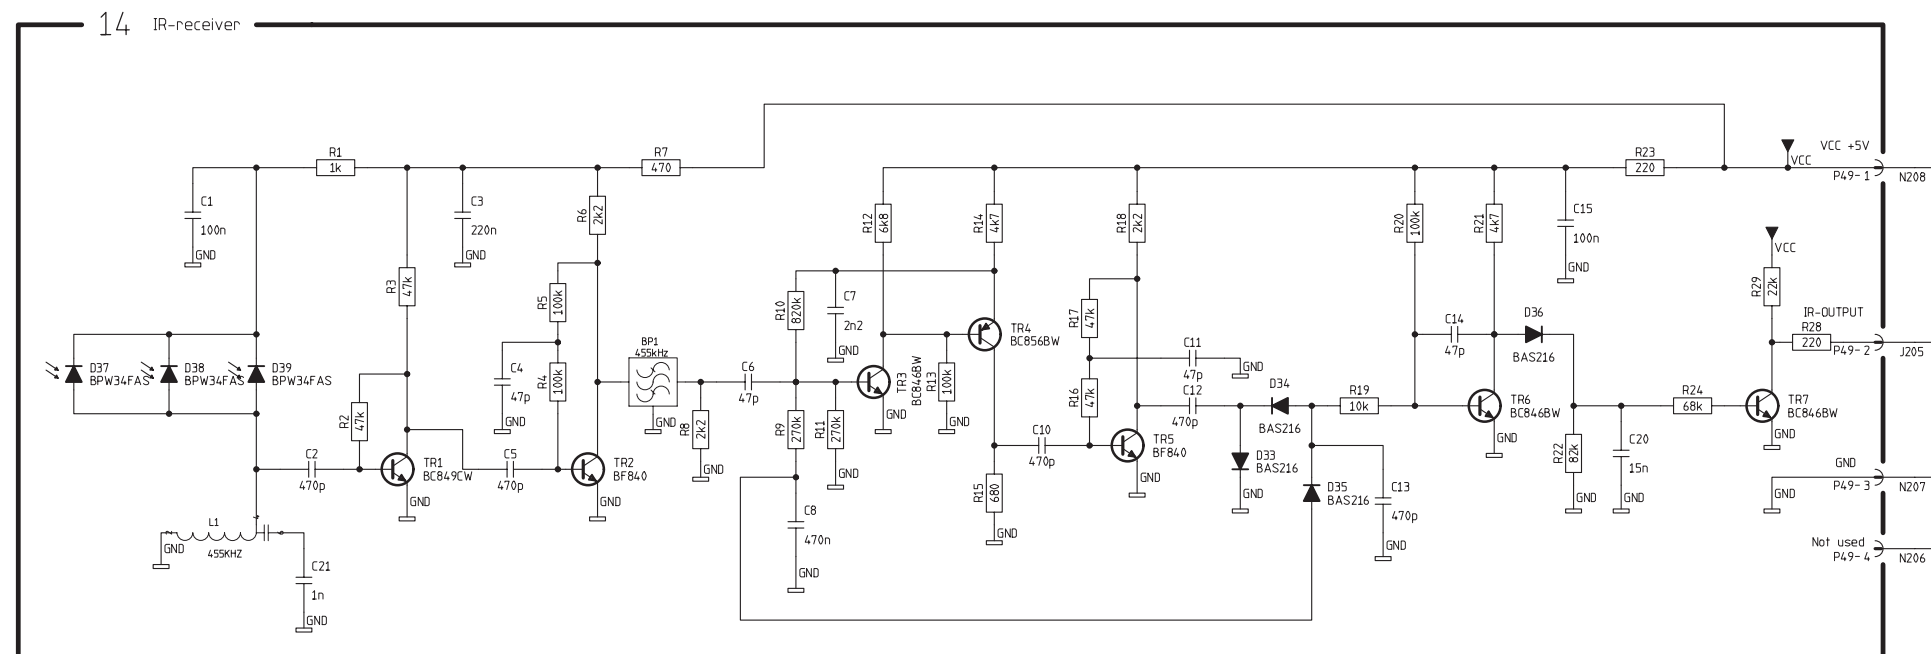 14 IR-receiver
VCC +5V
VCC
P49-1
N208
R1
1k
R7
470
R23
220
C1
100n
GND
C3
220n
GND
R6
2k2
R12
6k8
R14
4k7
R18
2k2
R20
100k
R21
4k7
C15
100n
GND
VCC
R29
22k
R3
47k
R5
100k
R10
820k
C7
2n2
GND
R17
47k
C11
47p
GND
C14
47p
D36
BAS216
IR-OUTPUT
R28
220
P49-2
J205
D37
BPW34FAS
D38
BPW34FAS
D39
BPW34FAS
C4
47p
GND
R4
100k
BP1
455kHz
GND
C6
47p
TR3
BC846BW
GND
R13
100k
GND
TR4
BC856BW
R16
47k
C12
470p
D34
BAS216
R19
10k
TR6
BC846BW
GND
R24
68k
TR7
BC846BW
GND
R2
47k
R8
2k2
GND
R9
270k
R11
270k
GND
C2
470p
TR1
BC849CW
GND
C5
470p
TR2
BF840
GND
C10
470p
TR5
BF840
GND
D33
BAS216
GND
R22
82k
GND
C20
15n
GND
GND
P49-3
GND
N207
R15
680
GND
D35
BAS216
C13
470p
GND
C8
470n
GND
L1
2
4
6
455KHZ
GND
C21
1n
GND
Not used
P49-4
N206